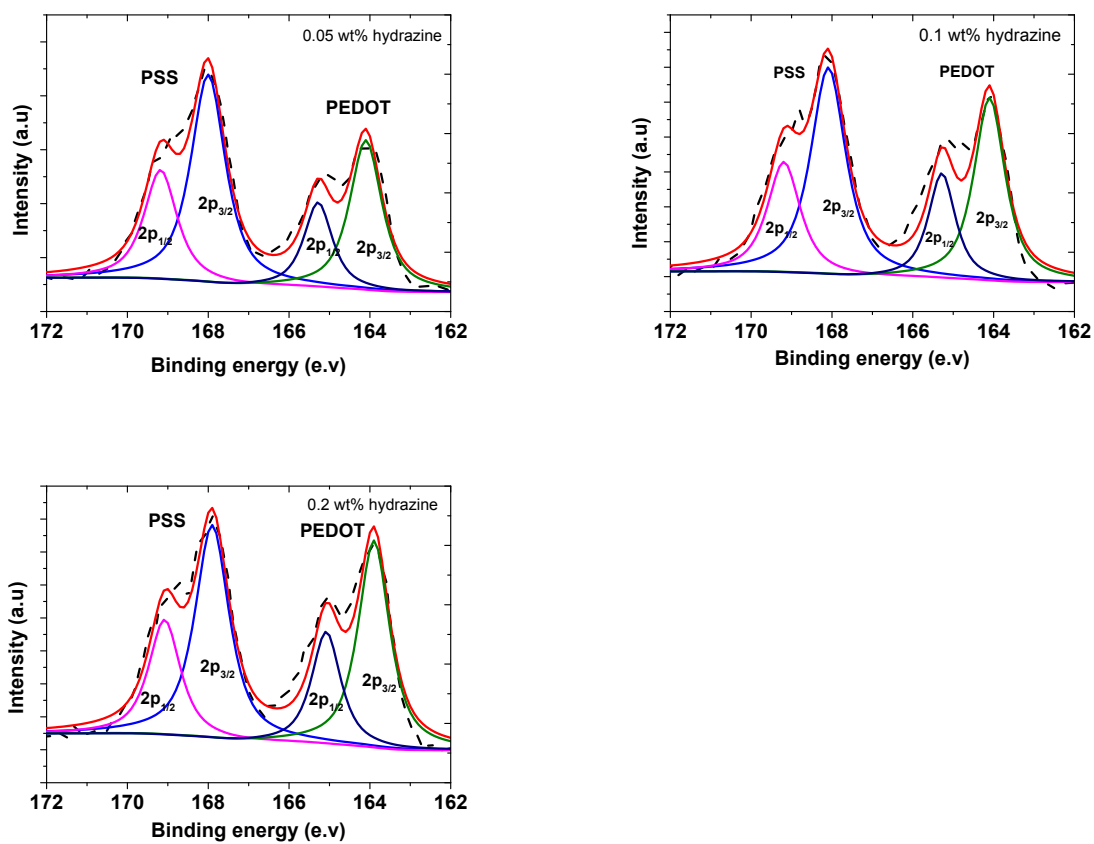 0.05 wt% hydrazine
PSS
PEDOT
2p1/2
2p3/2
2p1/2
2p3/2
Intensity (a.u)
172 170 168 166 164 162
Binding energy (e.v)
0.1 wt% hydrazine
PSS
PEDOT
2p1/2
2p3/2
2p1/2
2p3/2
Intensity (a.u)
172 170 168 166 164 162
Binding energy (e.v)
0.2 wt% hydrazine
PSS
PEDOT
2p1/2
2p3/2
2p1/2
2p3/2
Intensity (a.u)
172 170 168 166 164 162
Binding energy (e.v)